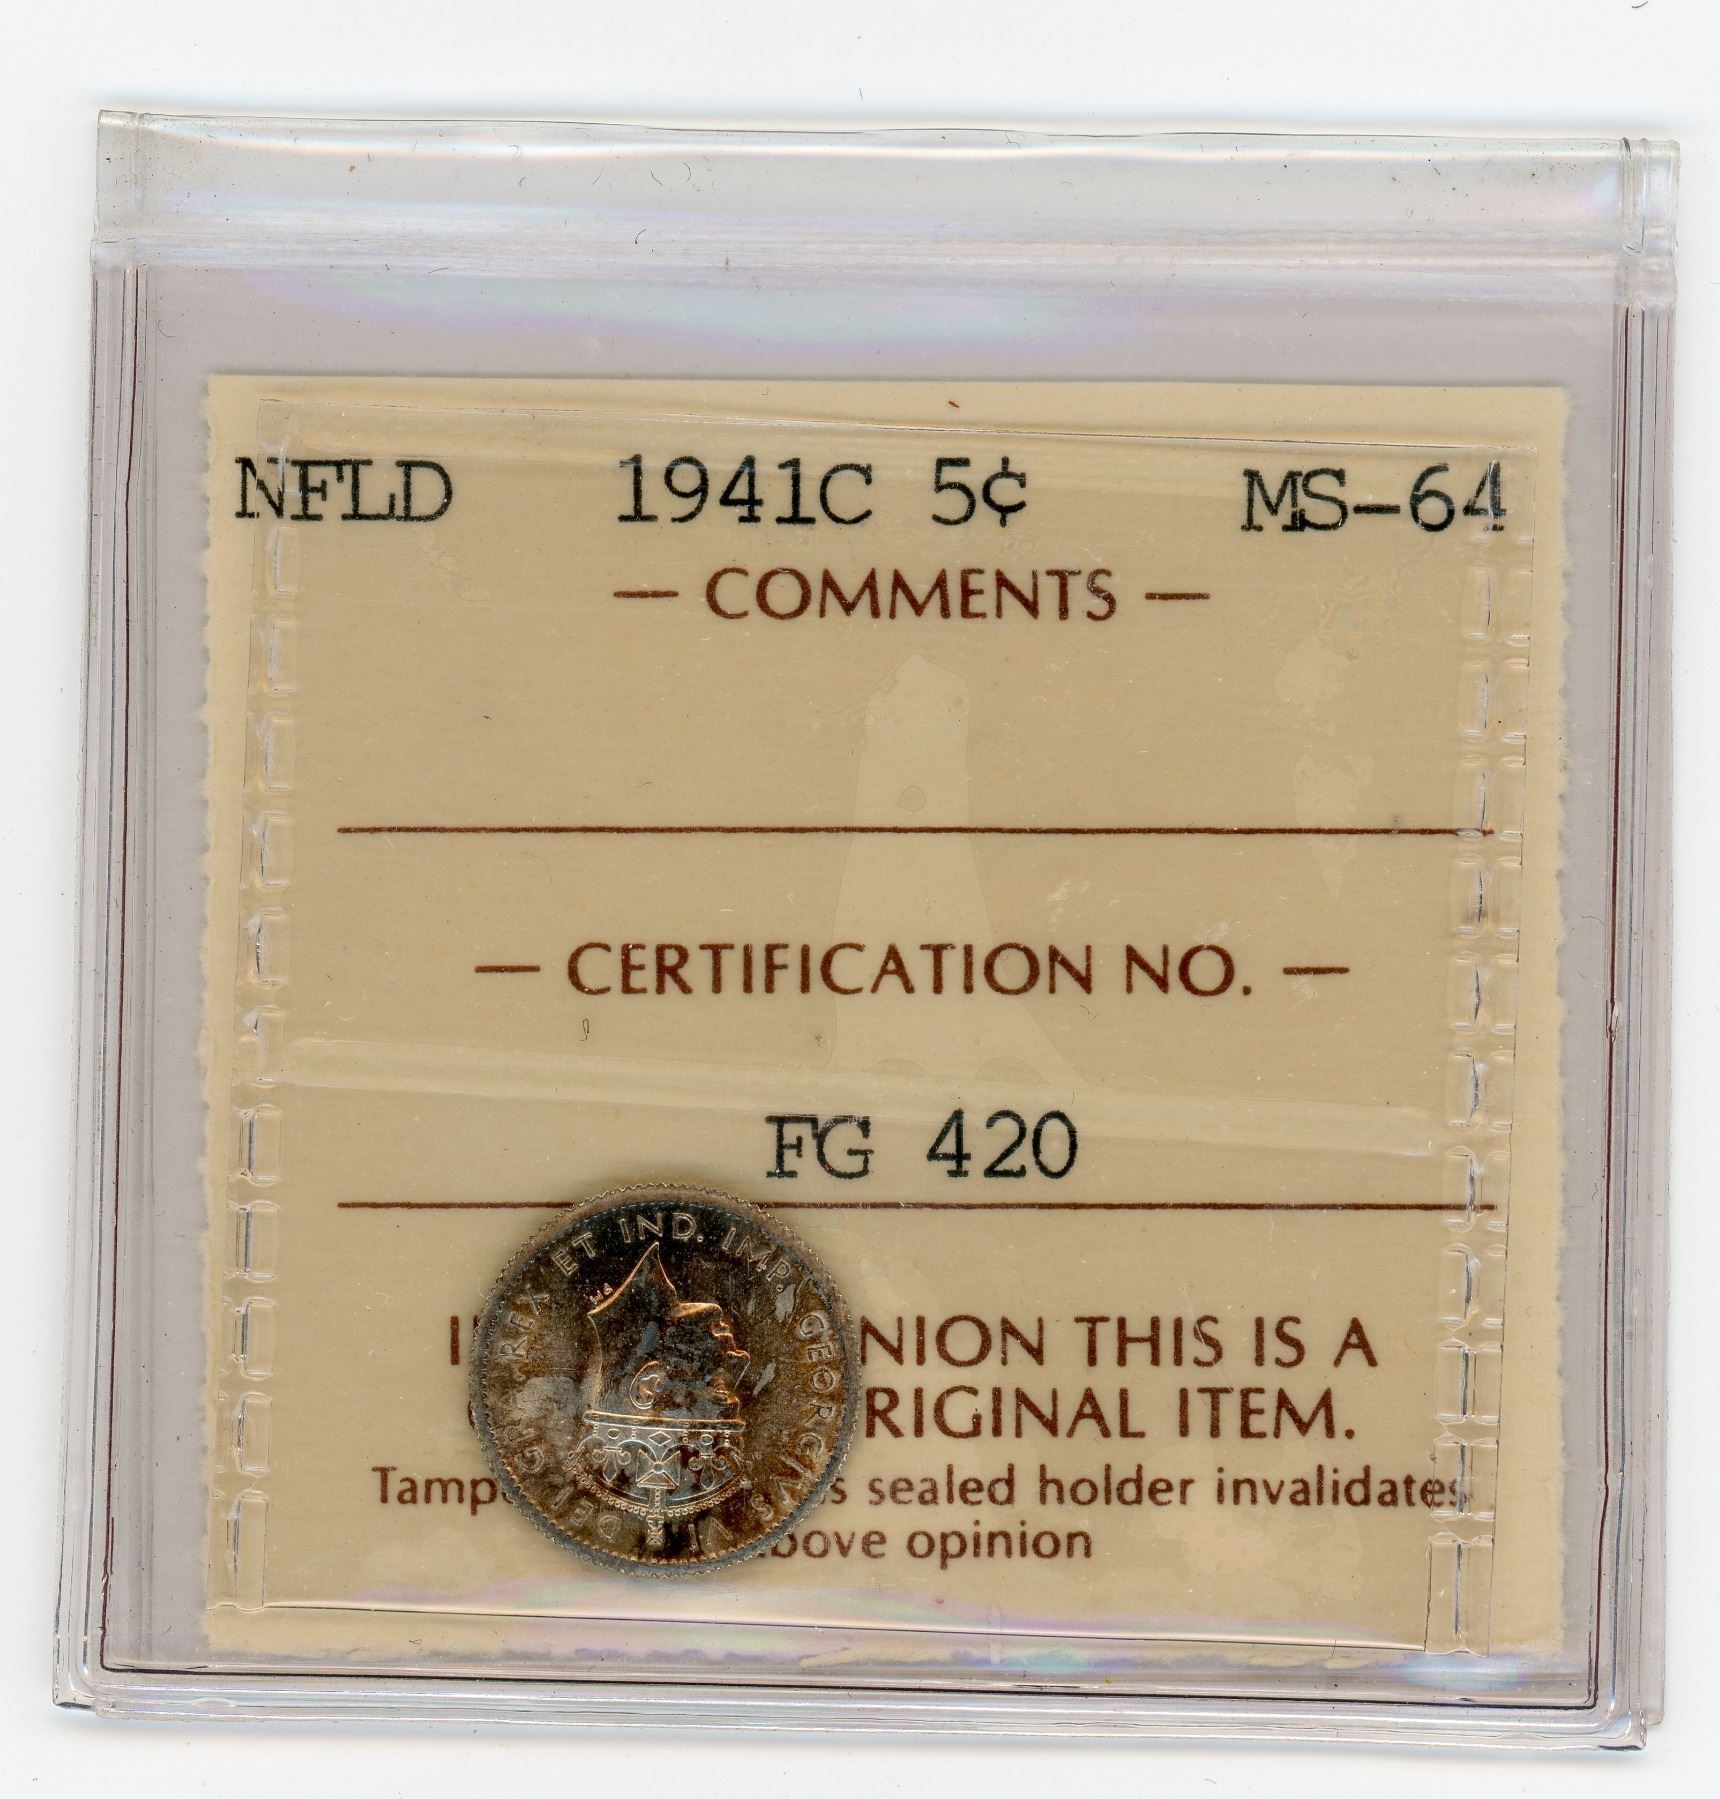 NFLD 1941C 5¢ MS-64
— COMMENTS —
— CERTIFICATION NO. —
FG 420
NION THIS IS A
RIGINAL ITEM.
Tamp s sealed holder invalidates
bove opinion
GEORGIVS VI DEI GRA. REX ET IND. IMP.
HP